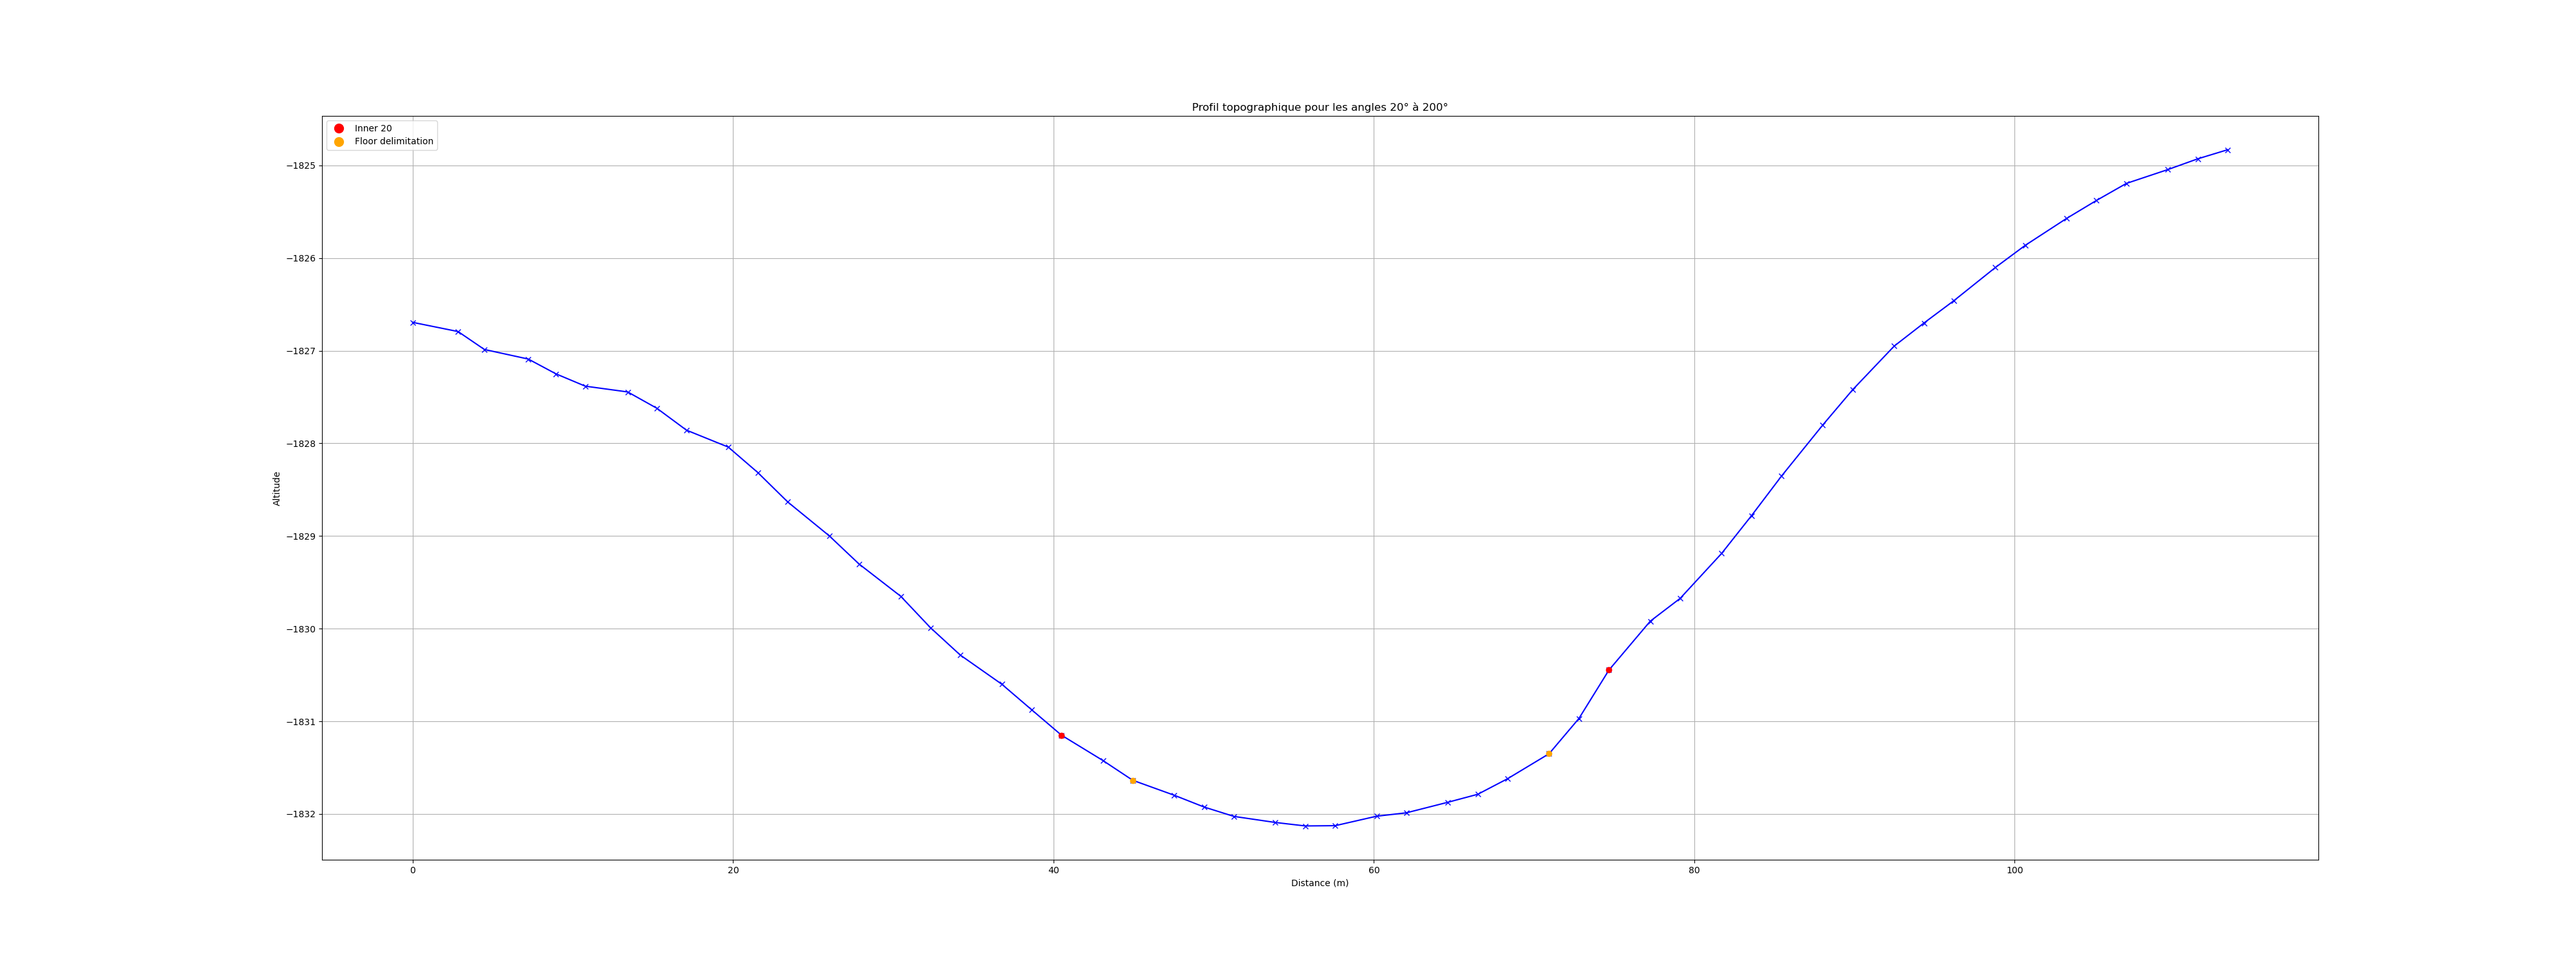 Profil topographique pour les angles 20° à 200°
Inner 20
Floor delimitation
−1825
−1826
−1827
−1828
−1829
−1830
−1831
−1832
Altitude
0 20 40 60 80 100
Distance (m)